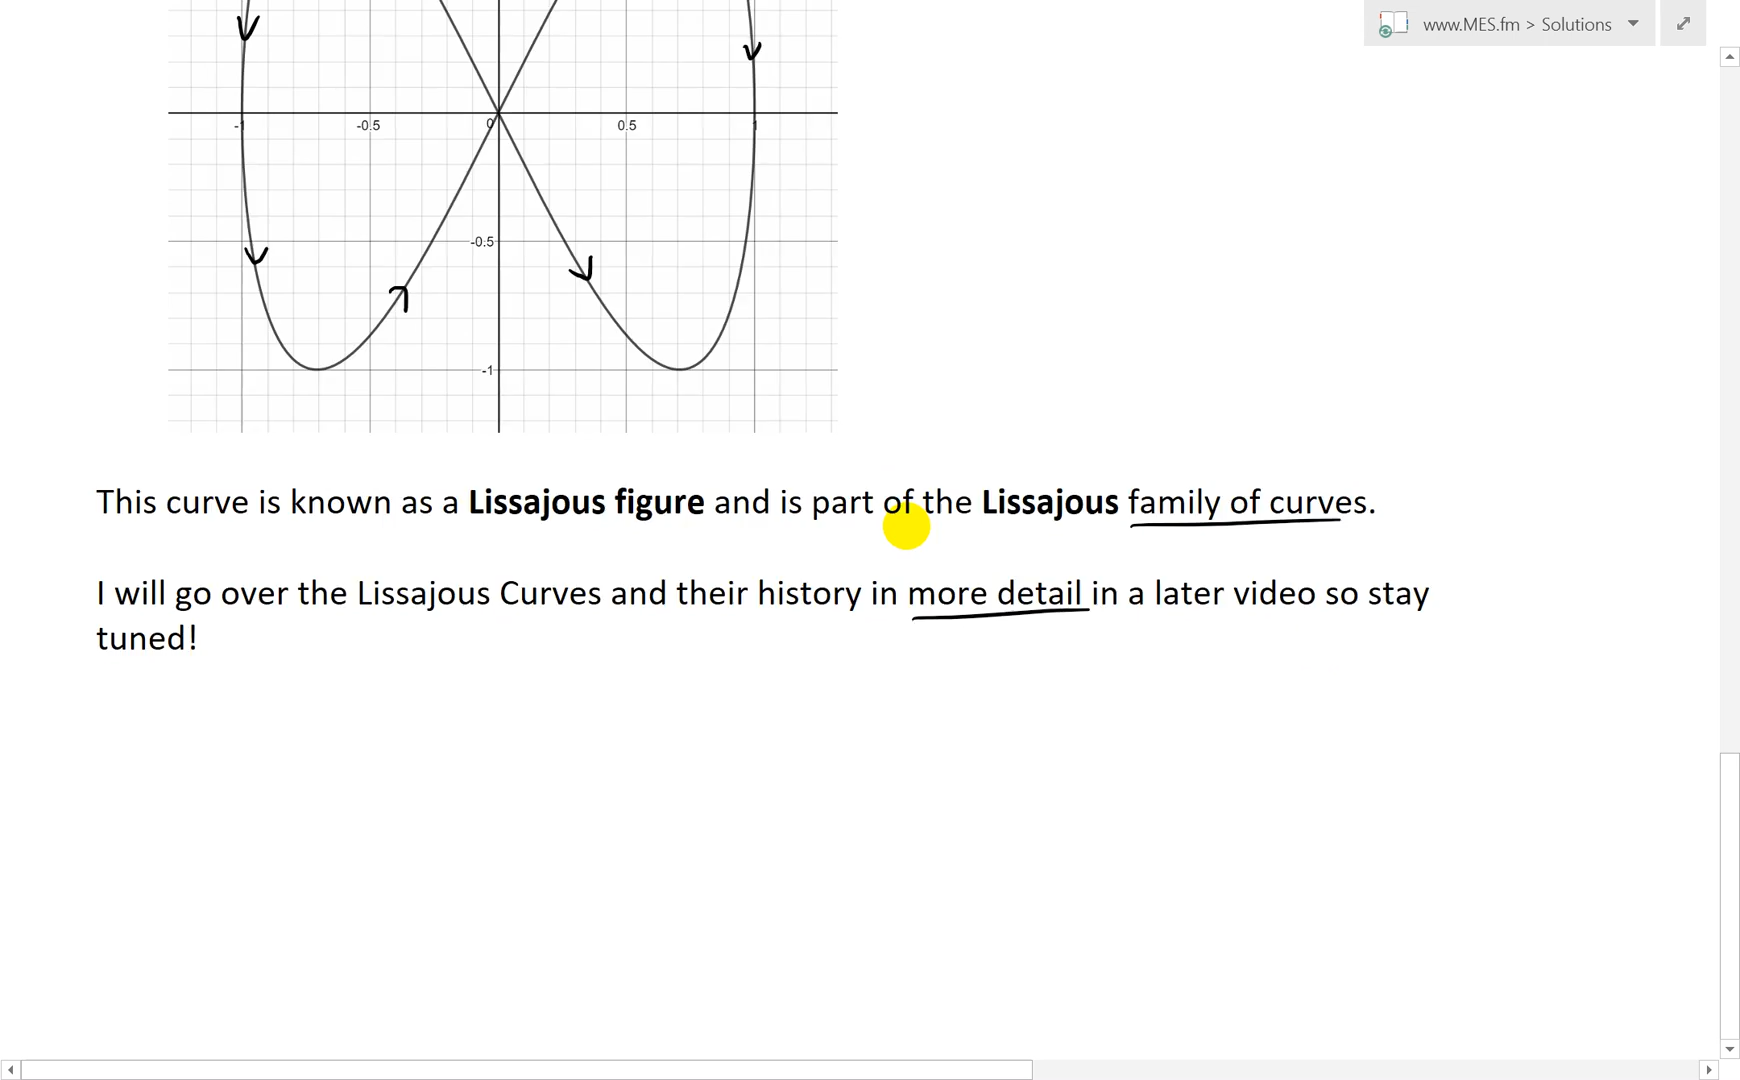 www.MES.fm > Solutions
-1
-0.5
0
0.5
1
-0.5
-1
This curve is known as a Lissajous figure and is part of the Lissajous family of curves.
I will go over the Lissajous Curves and their history in more detail in a later video so stay
tuned!